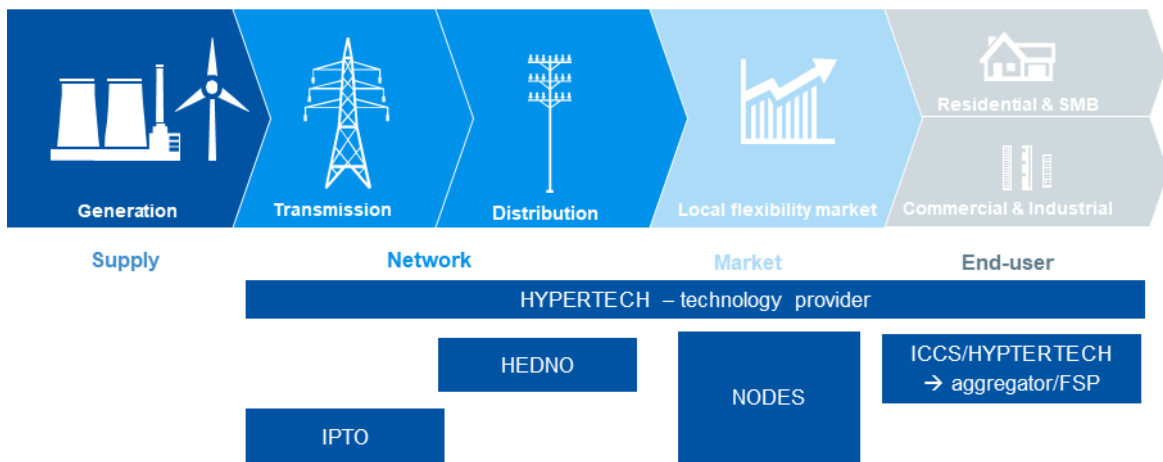 Generation
Transmission
Distribution
Local flexibility market
Residential & SMB
Commercial & Industrial
Supply
Network
Market
End-user
HYPERTECH – technology provider
HEDNO
IPTO
NODES
ICCS/HYPTERTECH
→ aggregator/FSP